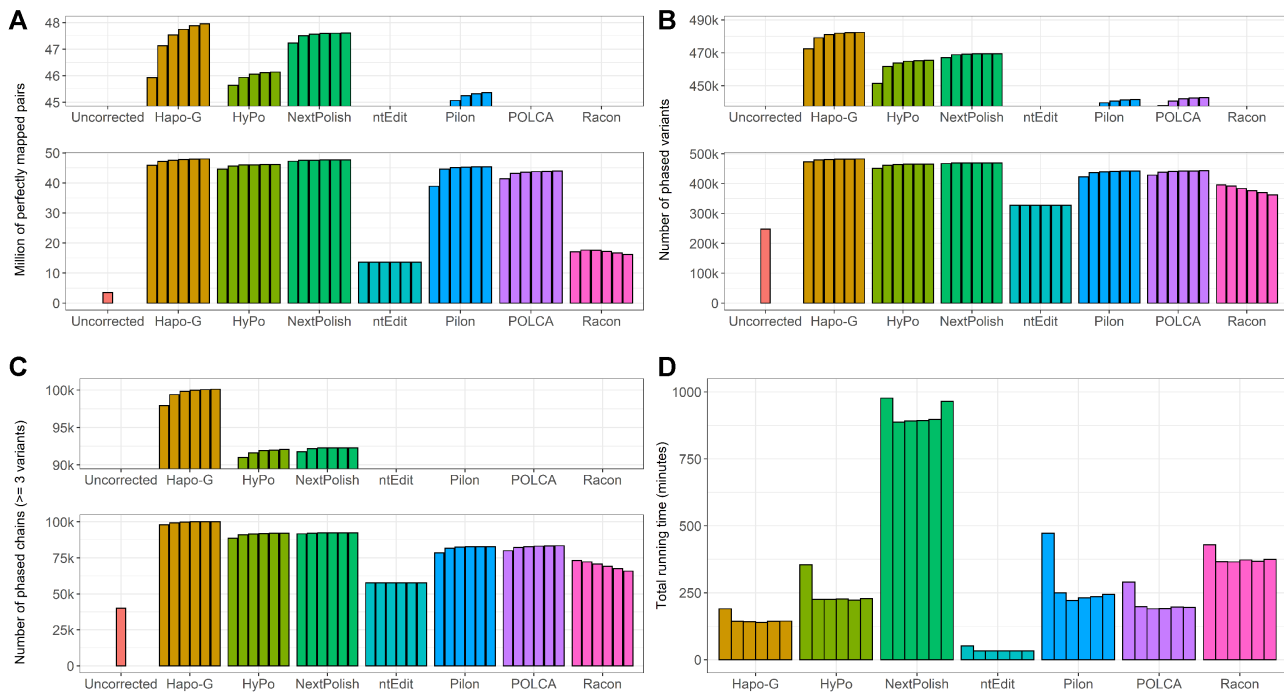 A
Million of perfectly mapped pairs
48
47
46
45
Uncorrected Hapo-G HyPo NextPolish ntEdit Pilon POLCA Racon
50
40
30
20
10
0
Uncorrected Hapo-G HyPo NextPolish ntEdit Pilon POLCA Racon
B
Number of phased variants
490k
470k
450k
Uncorrected Hapo-G HyPo NextPolish ntEdit Pilon POLCA Racon
500k
400k
300k
200k
100k
0
Uncorrected Hapo-G HyPo NextPolish ntEdit Pilon POLCA Racon
C
Number of phased chains (>= 3 variants)
100k
95k
90k
Uncorrected Hapo-G HyPo NextPolish ntEdit Pilon POLCA Racon
100k
75k
50k
25k
0
Uncorrected Hapo-G HyPo NextPolish ntEdit Pilon POLCA Racon
D
Total running time (minutes)
1000
750
500
250
0
Hapo-G HyPo NextPolish ntEdit Pilon POLCA Racon